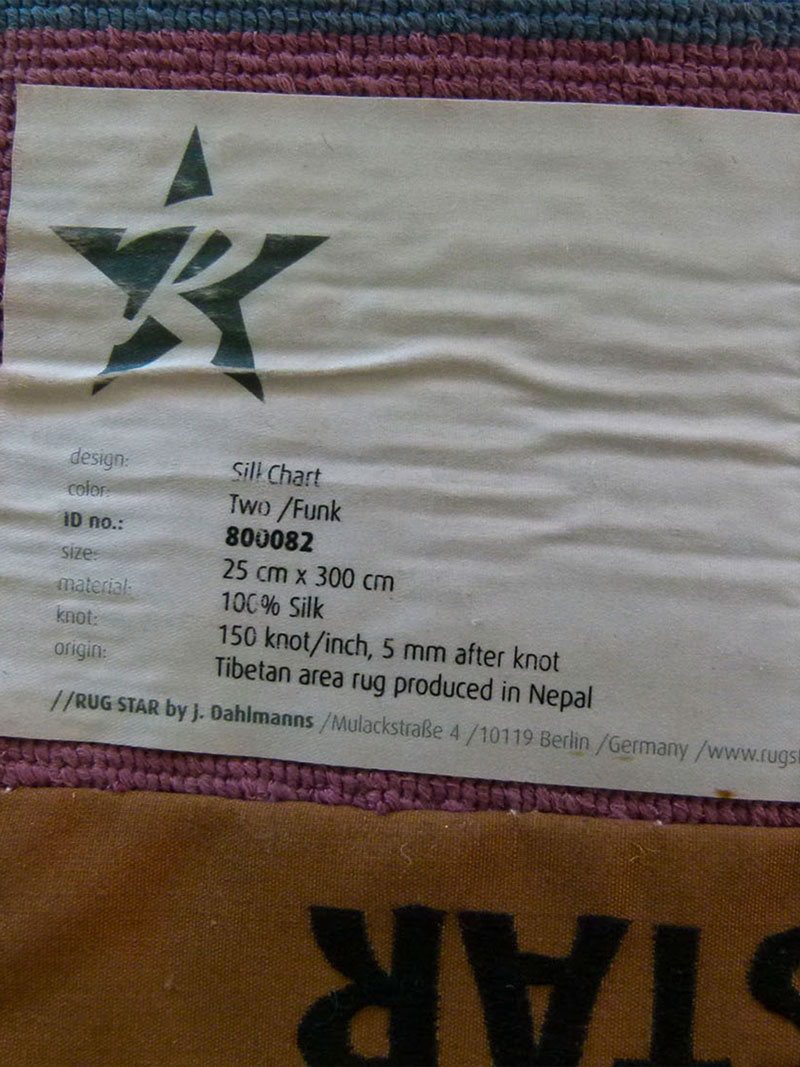 design: Silk Chart
color: Two /Funk
ID no.: 800082
size: 25 cm x 300 cm
material: 100% Silk
knot: 150 knot/inch, 5 mm after knot
origin: Tibetan area rug produced in Nepal
//RUG STAR by J. Dahlmanns /Mulackstraße 4 /10119 Berlin /Germany /www.rugst
STAR